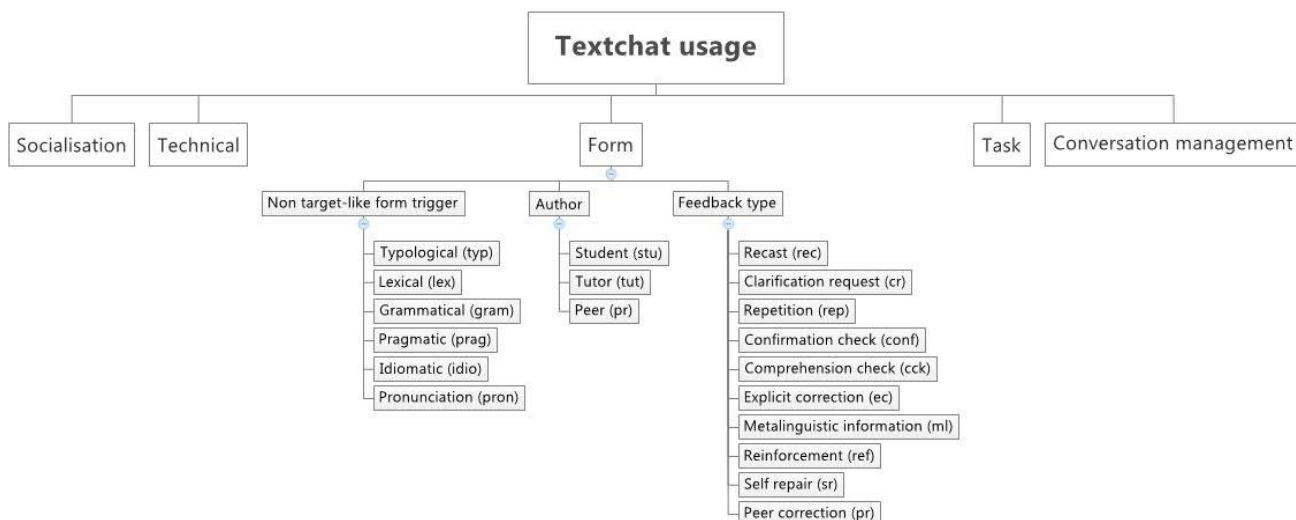 Textchat usage
Socialisation
Technical
Form
Task
Conversation management
Non target-like form trigger
Typological (typ)
Lexical (lex)
Grammatical (gram)
Pragmatic (prag)
Idiomatic (idio)
Pronunciation (pron)
Author
Student (stu)
Tutor (tut)
Peer (pr)
Feedback type
Recast (rec)
Clarification request (cr)
Repetition (rep)
Confirmation check (conf)
Comprehension check (cck)
Explicit correction (ec)
Metalinguistic information (ml)
Reinforcement (ref)
Self repair (sr)
Peer correction (pr)